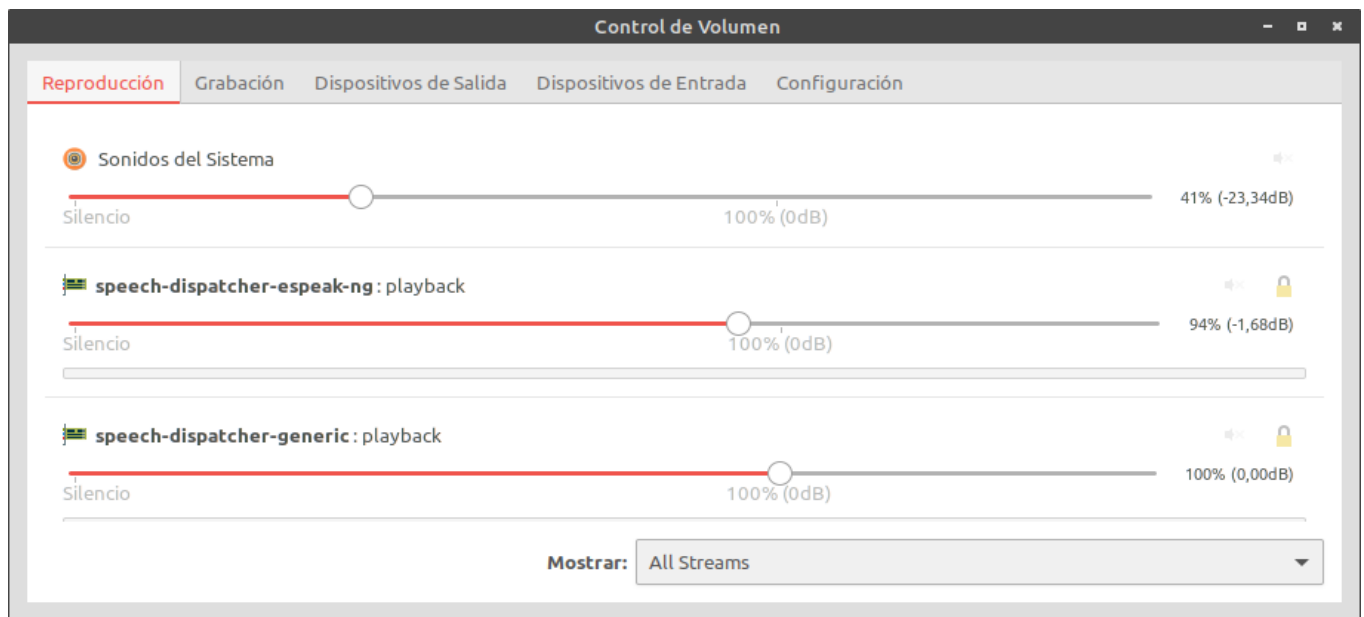 Control de Volumen
Reproducción Grabación Dispositivos de Salida Dispositivos de Entrada Configuración
Sonidos del Sistema
41% (-23,34dB)
Silencio 100% (0dB)
speech-dispatcher-espeak-ng: playback
94% (-1,68dB)
Silencio 100% (0dB)
speech-dispatcher-generic: playback
100% (0,00dB)
Silencio 100% (0dB)
Mostrar: All Streams